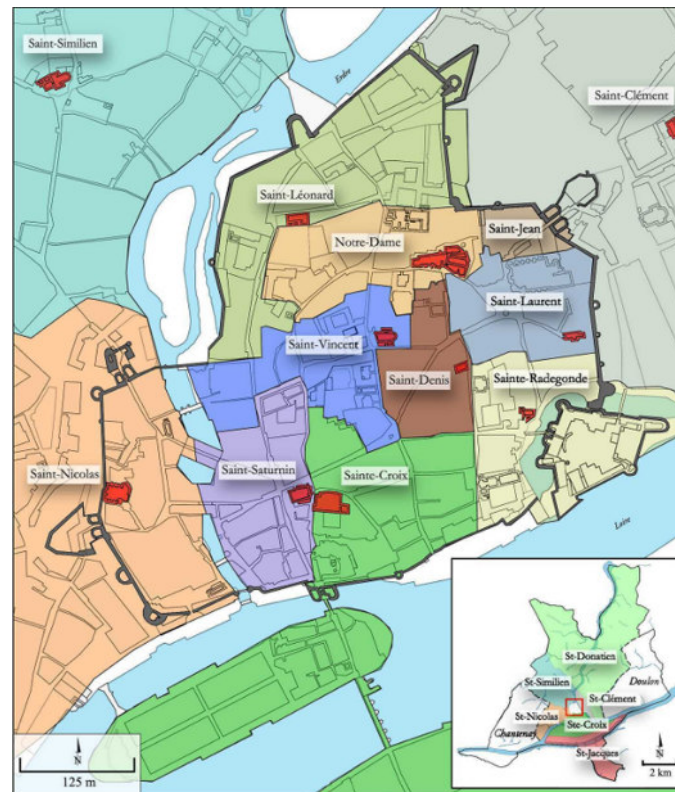 Saint-Similien
Erdre
Saint-Clément
Saint-Léonard
Notre-Dame
Saint-Jean
Saint-Laurent
Saint-Vincent
Saint-Denis
Sainte-Radegonde
Saint-Nicolas
Saint-Saturnin
Sainte-Croix
Loire
N
125 m
St-Donatien
St-Similien
Doulon
St-Clément
St-Nicolas
Ste-Croix
Chantenay
St-Jacques
N
2 km